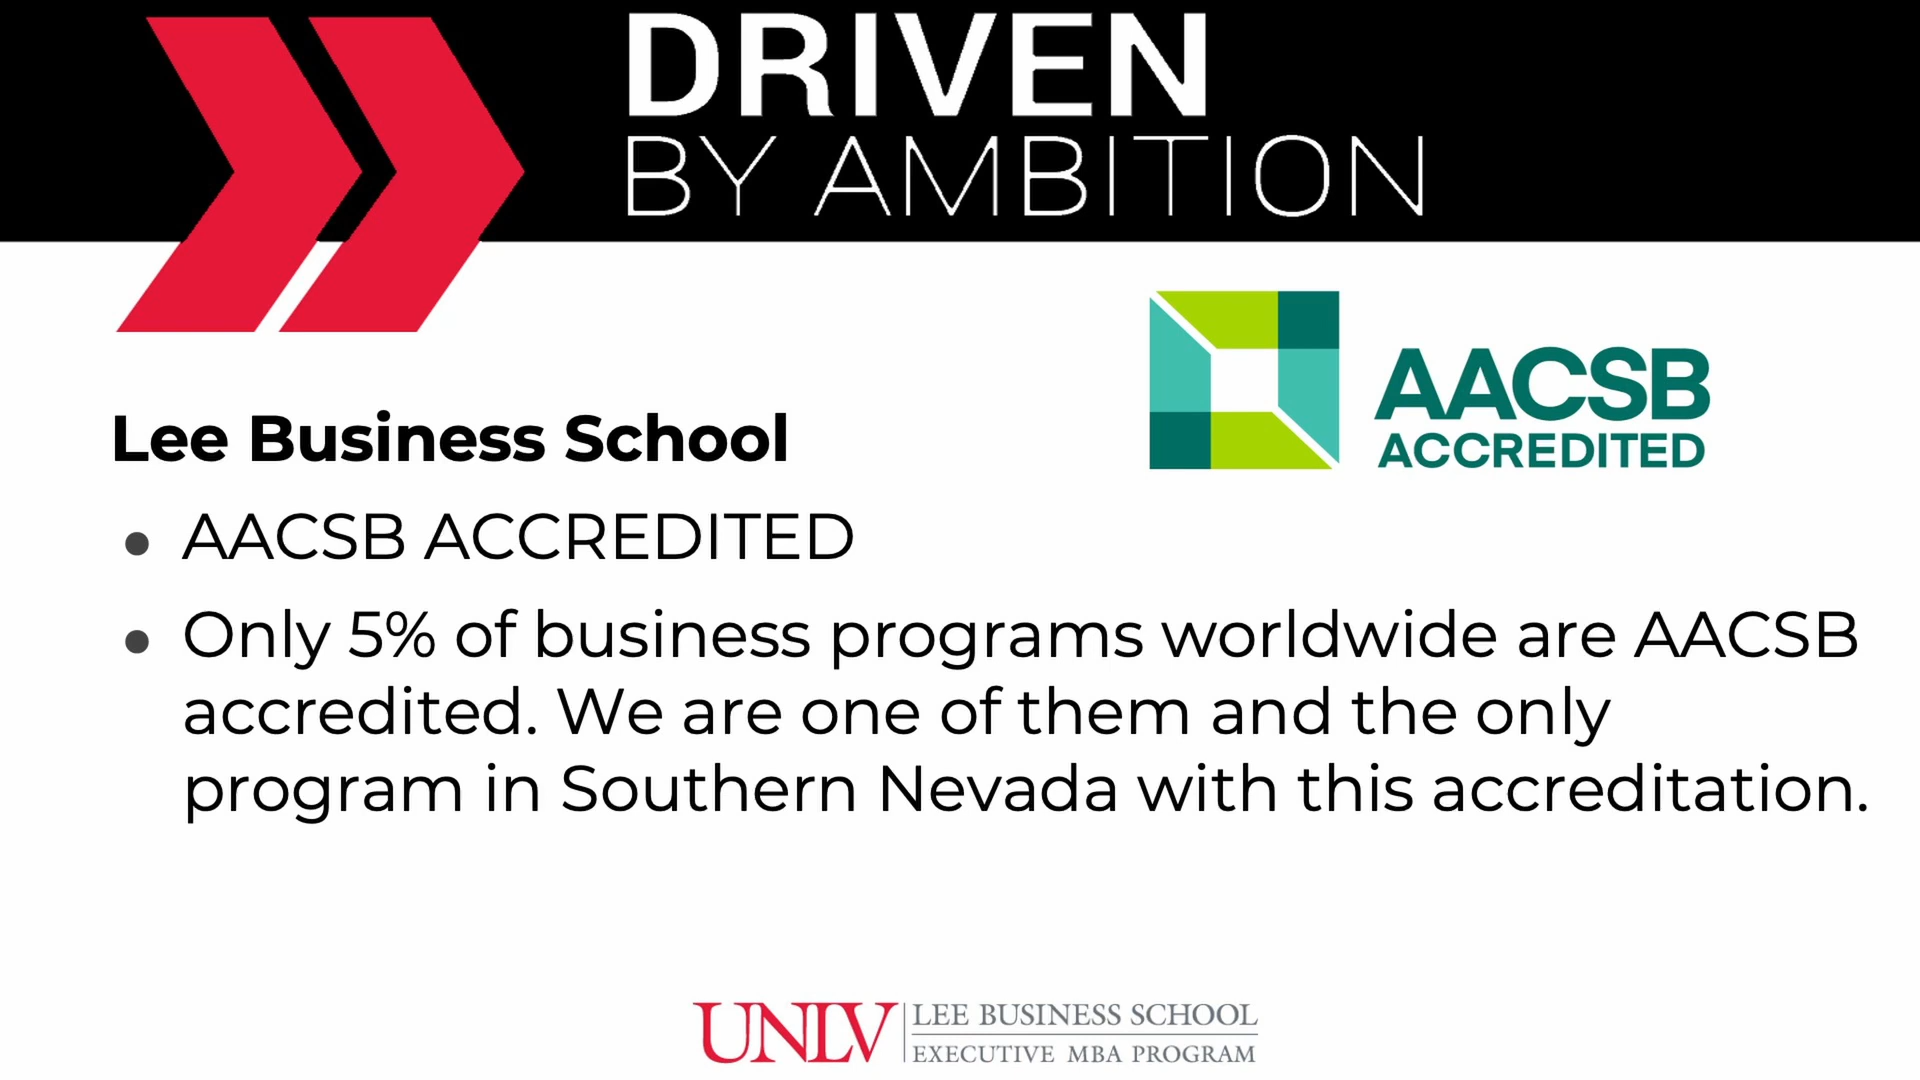 DRIVEN
BY AMBITION
AACSB
ACCREDITED
Lee Business School
• AACSB ACCREDITED
• Only 5% of business programs worldwide are AACSB
accredited. We are one of them and the only
program in Southern Nevada with this accreditation.
UNLV LEE BUSINESS SCHOOL
EXECUTIVE MBA PROGRAM